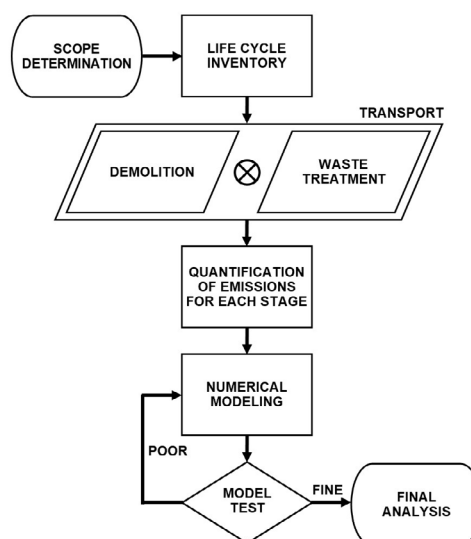 SCOPE
DETERMINATION
LIFE CYCLE
INVENTORY
TRANSPORT
DEMOLITION
WASTE
TREATMENT
QUANTIFICATION
OF EMISSIONS
FOR EACH STAGE
NUMERICAL
MODELING
POOR
MODEL
TEST
FINE
FINAL
ANALYSIS